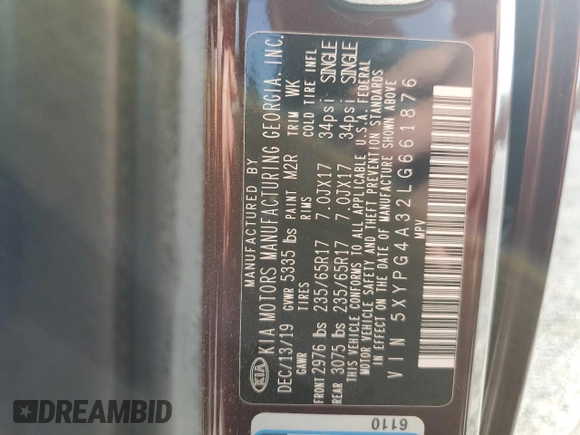 MANUFACTURED BY
KIA KIA MOTORS MANUFACTURING GEORGIA, INC.
DEC/13/19 GVWR 5335 lbs PAINT M2R TRIM WK
GAWR TIRES RIMS COLD TIRE INFL
FRONT 2976 lbs 235/65R17 7.0JX17 34psi SINGLE
REAR 3075 lbs 235/65R17 7.0JX17 34psi SINGLE
THIS VEHICLE CONFORMS TO ALL APPLICABLE U.S.A. FEDERAL
MOTOR VEHICLE SAFETY AND THEFT PREVENTION STANDARDS
IN EFFECT ON THE DATE OF MANUFACTURE SHOWN ABOVE
VIN 5XYPG4A32LG661876
MPV
6110
DREAMBID